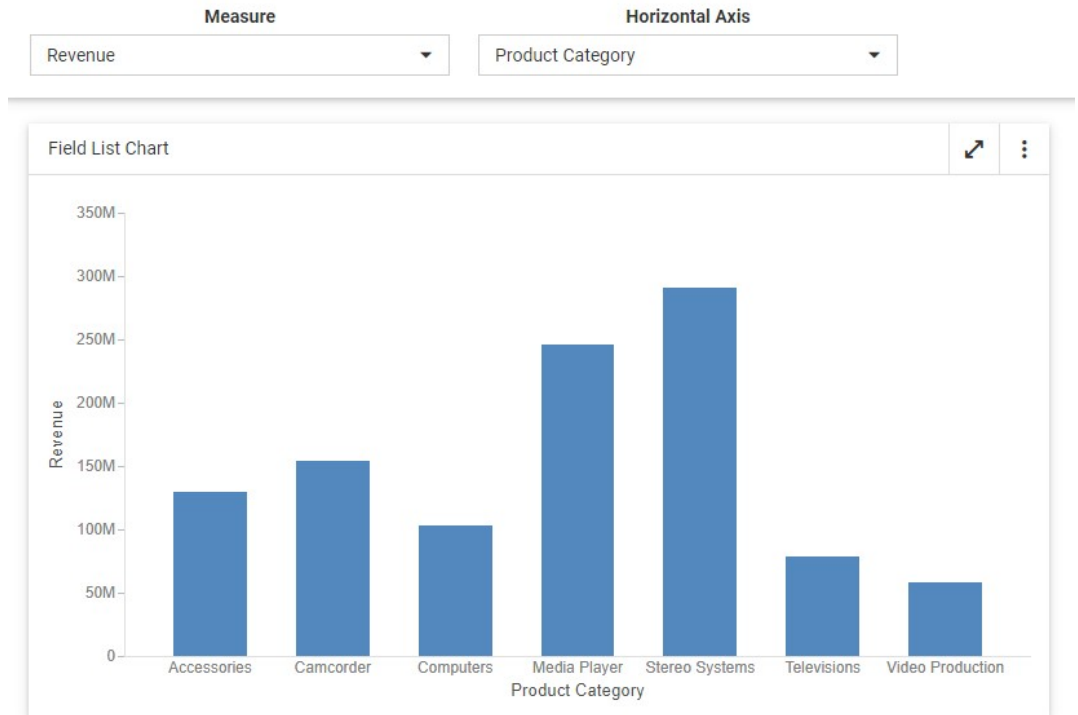 Measure Horizontal Axis
Revenue Product Category
Field List Chart
350M
300M
250M
200M
150M
100M
50M
0
Revenue
Accessories Camcorder Computers Media Player Stereo Systems Televisions Video Production
Product Category